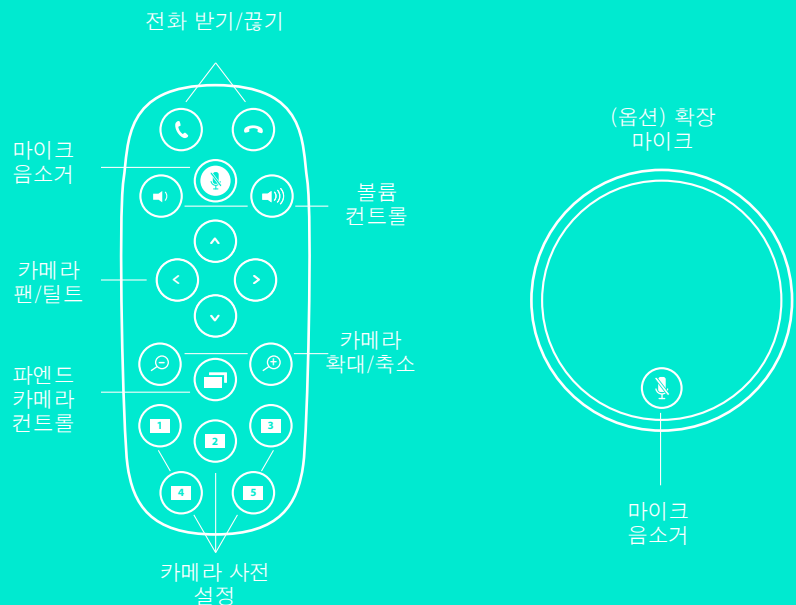 전화 받기/끊기
마이크
음소거
볼륨
컨트롤
카메라
팬/틸트
카메라
확대/축소
파엔드
카메라
컨트롤
1
2
3
4
5
카메라 사전
설정
(옵션) 확장
마이크
마이크
음소거